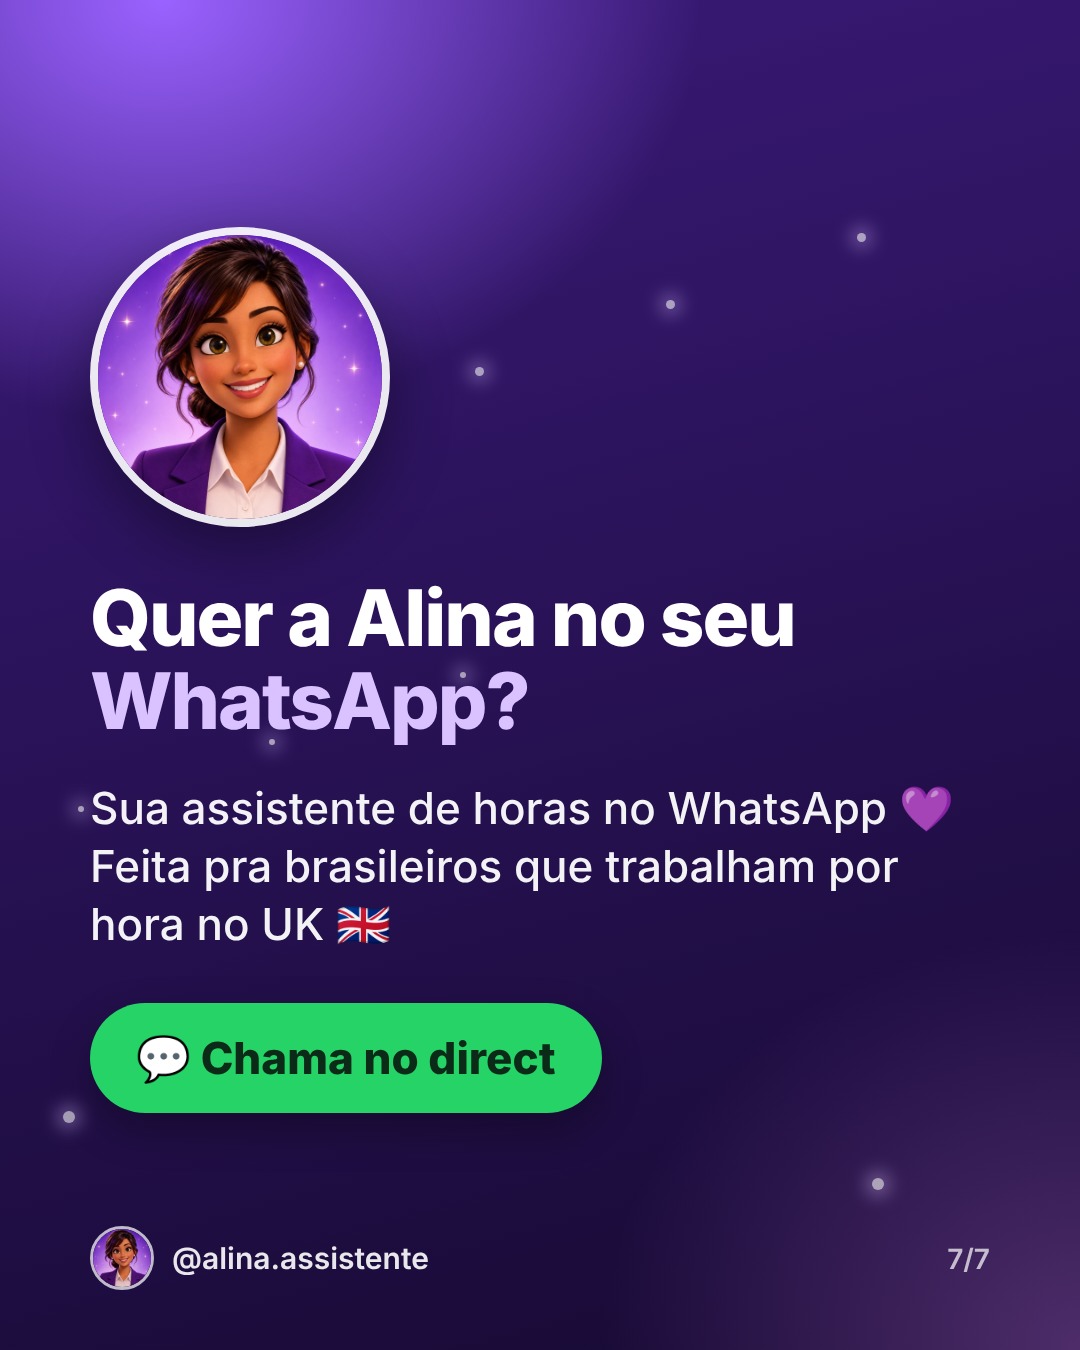 Quer a Alina no seu
WhatsApp?
Sua assistente de horas no WhatsApp 💜
Feita pra brasileiros que trabalham por
hora no UK 🇬🇧
💬 Chama no direct
@alina.assistente
7/7